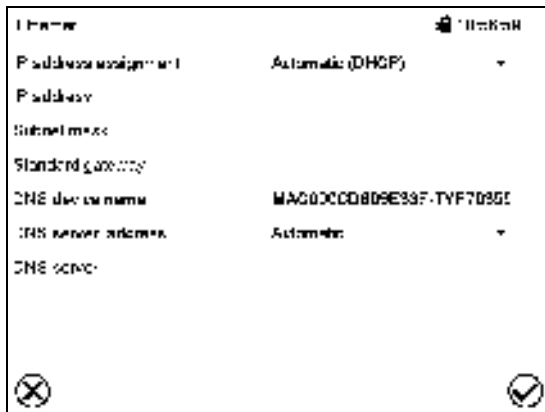 Ethernet
IP address assignment Automatic (DHCP)
IP address
Subnet mask
Standard gateway
DNS device name
DNS server address Automatic
DNS server